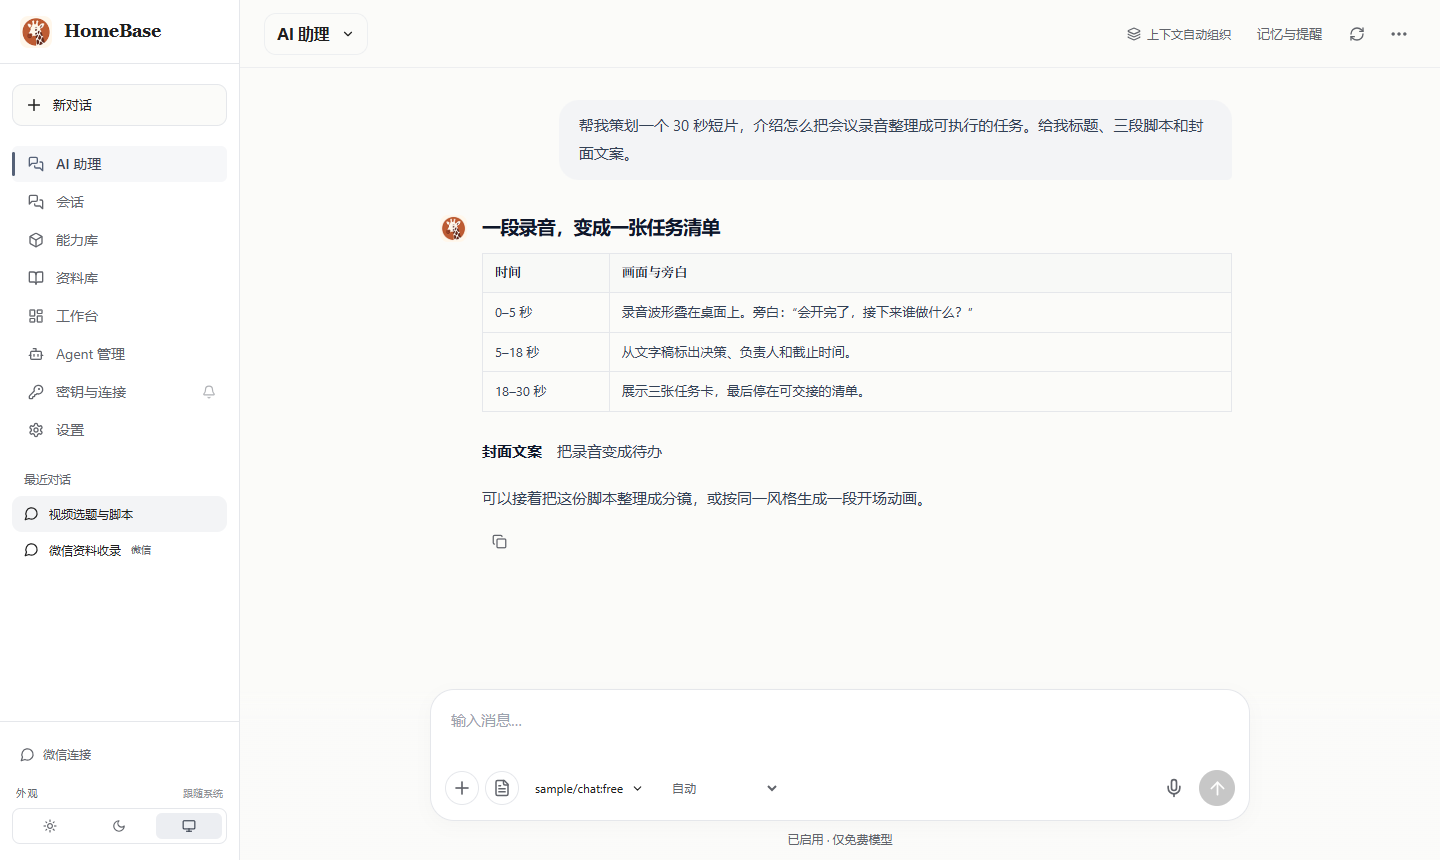 HomeBase
新对话
AI 助理
会话
能力库
资料库
工作台
Agent 管理
密钥与连接
设置
最近对话
视频选题与脚本
微信资料收录 微信
微信连接
外观 跟随系统
AI 助理
上下文自动组织 记忆与提醒
帮我策划一个 30 秒短片，介绍怎么把会议录音整理成可执行的任务。给我标题、三段脚本和封
面文案。
一段录音，变成一张任务清单
时间 画面与旁白
0–5 秒 录音波形叠在桌面上。旁白：“会开完了，接下来谁做什么？”
5–18 秒 从文字稿标出决策、负责人和截止时间。
18–30 秒 展示三张任务卡，最后停在可交接的清单。
封面文案 把录音变成待办
可以接着把这份脚本整理成分镜，或按同一风格生成一段开场动画。
输入消息...
sample/chat:free 自动
已启用 · 仅免费模型